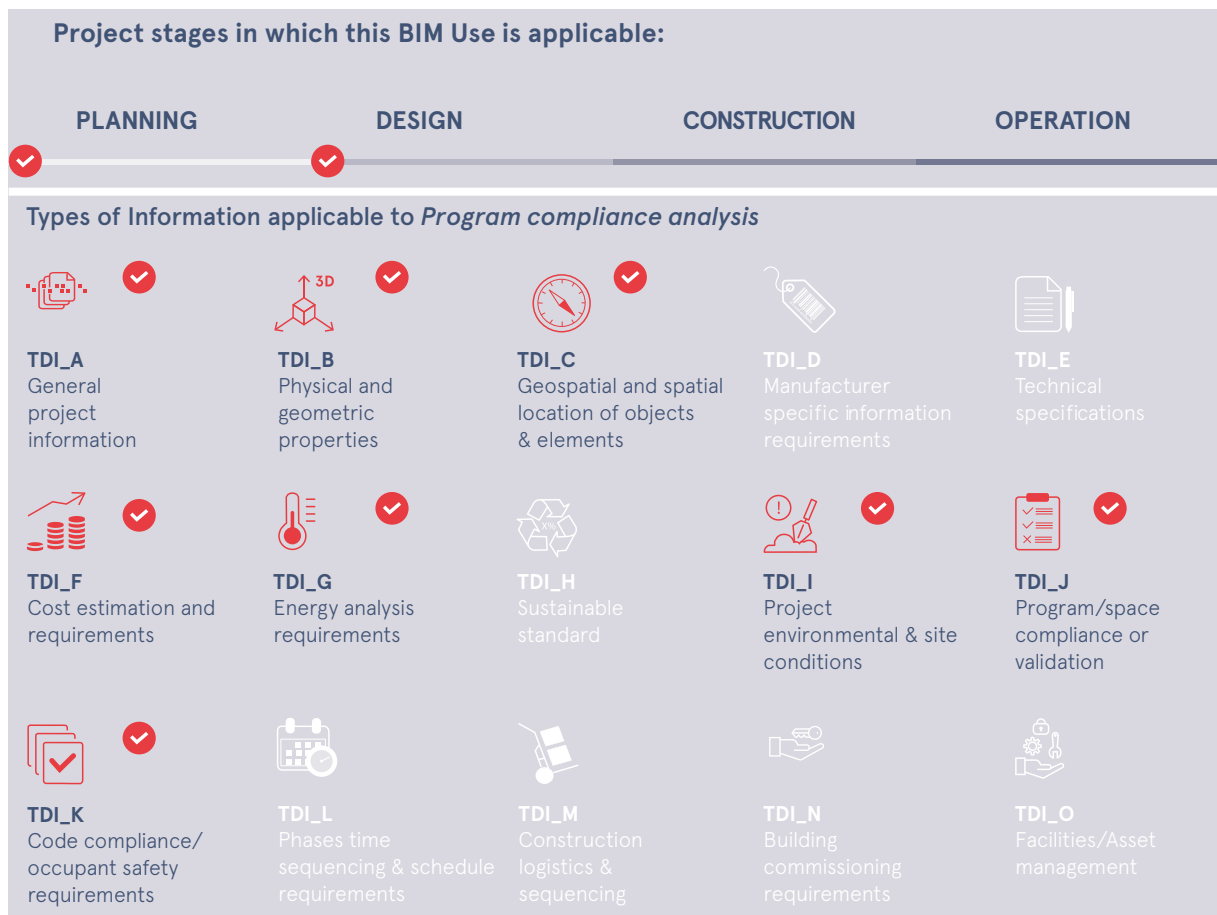 Project stages in which this BIM Use is applicable:
PLANNING
DESIGN
CONSTRUCTION
OPERATION
Types of Information applicable to Program compliance analysis
3D
TDI_A
General
project
information
TDI_B
Physical and
geometric
properties
TDI_C
Geospatial and spatial
location of objects
& elements
TDI_D
Manufacturer
specific information
requirements
TDI_E
Technical
specifications
TDI_F
Cost estimation and
requirements
TDI_G
Energy analysis
requirements
X%
TDI_H
Sustainable
standard
TDI_I
Project
environmental & site
conditions
TDI_J
Program/space
compliance or
validation
TDI_K
Code compliance/
occupant safety
requirements
TDI_L
Phases time
sequencing & schedule
requirements
TDI_M
Construction
logistics &
sequencing
TDI_N
Building
commissioning
requirements
TDI_O
Facilities/Asset
management